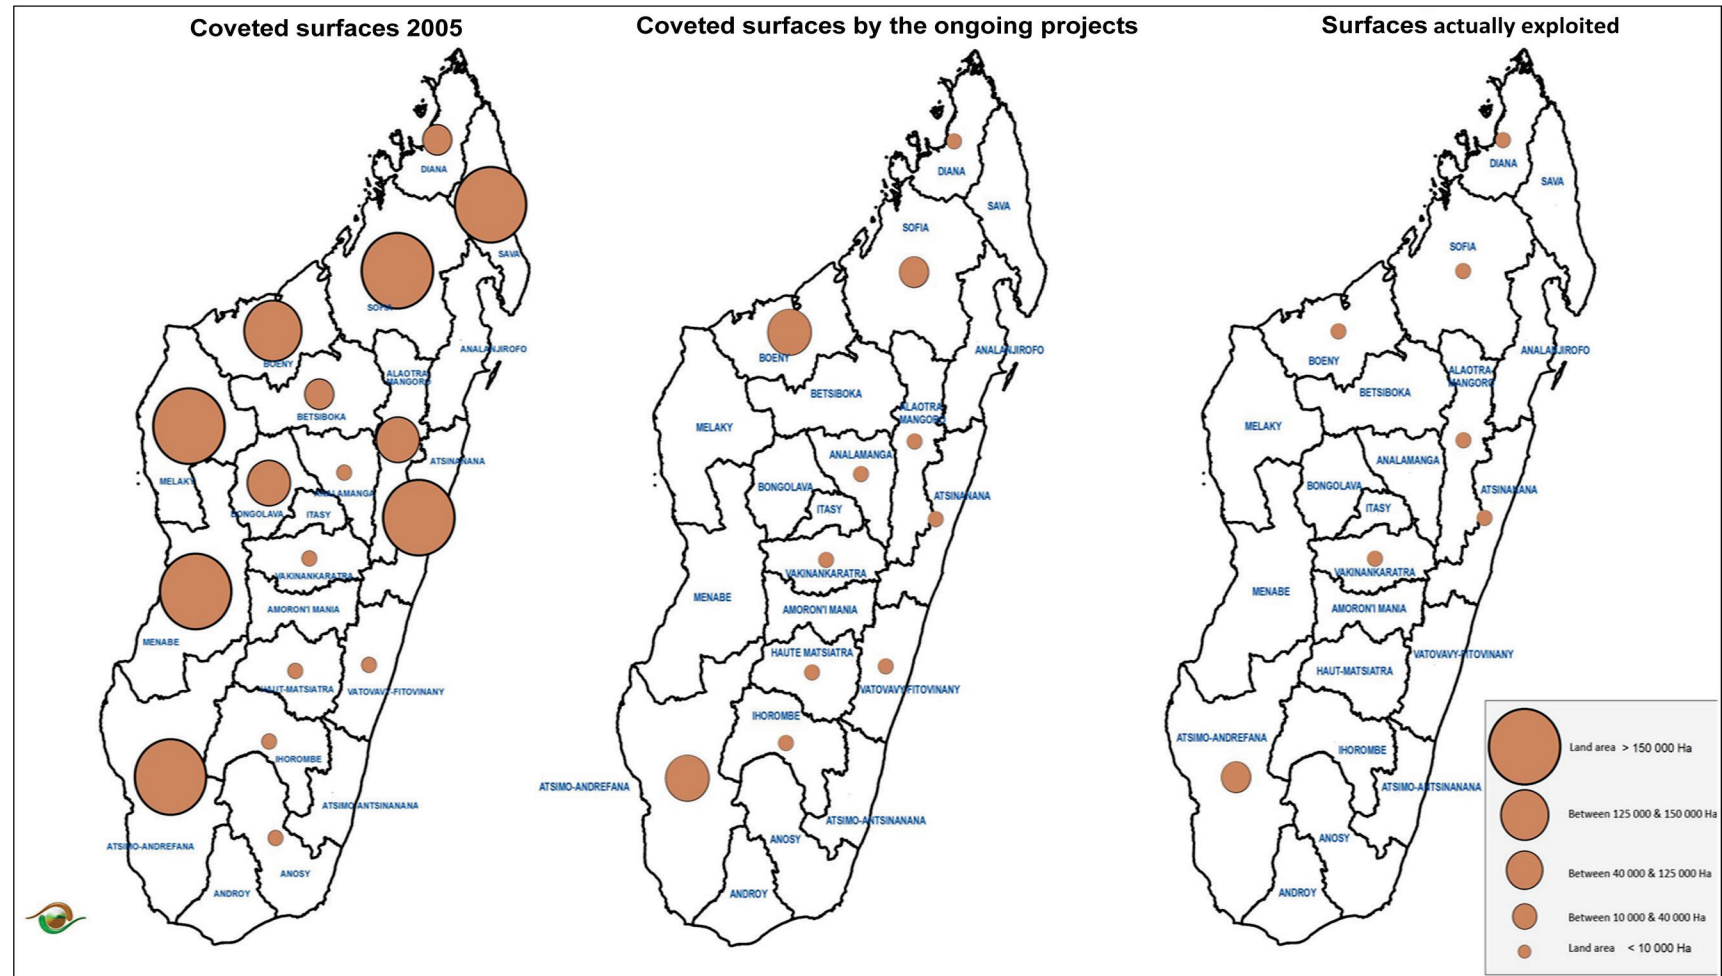 Coveted surfaces 2005
DIANA
SAVA
SOFIA
BOENY
ANALANJIROFO
ALAOTRA-
MANGORO
BETSIBOKA
ATSINANANA
MELAKY
ANALAMANGA
BONGOLAVA
ITASY
VAKINANKARATRA
AMORON'I MANIA
MENABE
HAUT-MATSIATRA
VATOVAVY-FITOVINANY
IHOROMBE
ATSIMO-ANTSINANANA
ATSIMO-ANDREFANA
ANOSY
ANDROY
Coveted surfaces by the ongoing projects
DIANA
SAVA
SOFIA
BOENY
ANALANJIROFO
BETSIBOKA
ALAOTRA-
MANGORO
MELAKY
ANALAMANGA
BONGOLAVA
ATSINANANA
ITASY
VAKINANKARATRA
MENABE
AMORON'I MANIA
HAUTE MATSIATRA
VATOVAVY-FITOVINANY
IHOROMBE
ATSIMO-ANDREFANA
ATSIMO-ANTSINANANA
ANOSY
ANDROY
Surfaces actually exploited
DIANA
SAVA
SOFIA
ANALANJIROFO
BOENY
ALAOTRA-
MANGORO
BETSIBOKA
MELAKY
ANALAMANGA
BONGOLAVA
ATSINANANA
ITASY
VAKINANKARATRA
MENABE
AMORON'I MANIA
VATOVAVY-FITOVINANY
HAUT-MATSIATRA
ATSIMO-ANDREFANA
IHOROMBE
ATSIMO-ANTSINANANA
ANOSY
ANDROY
Land area > 150 000 Ha
Between 125 000 & 150 000 Ha
Between 40 000 & 125 000 Ha
Between 10 000 & 40 000 Ha
Land area < 10 000 Ha